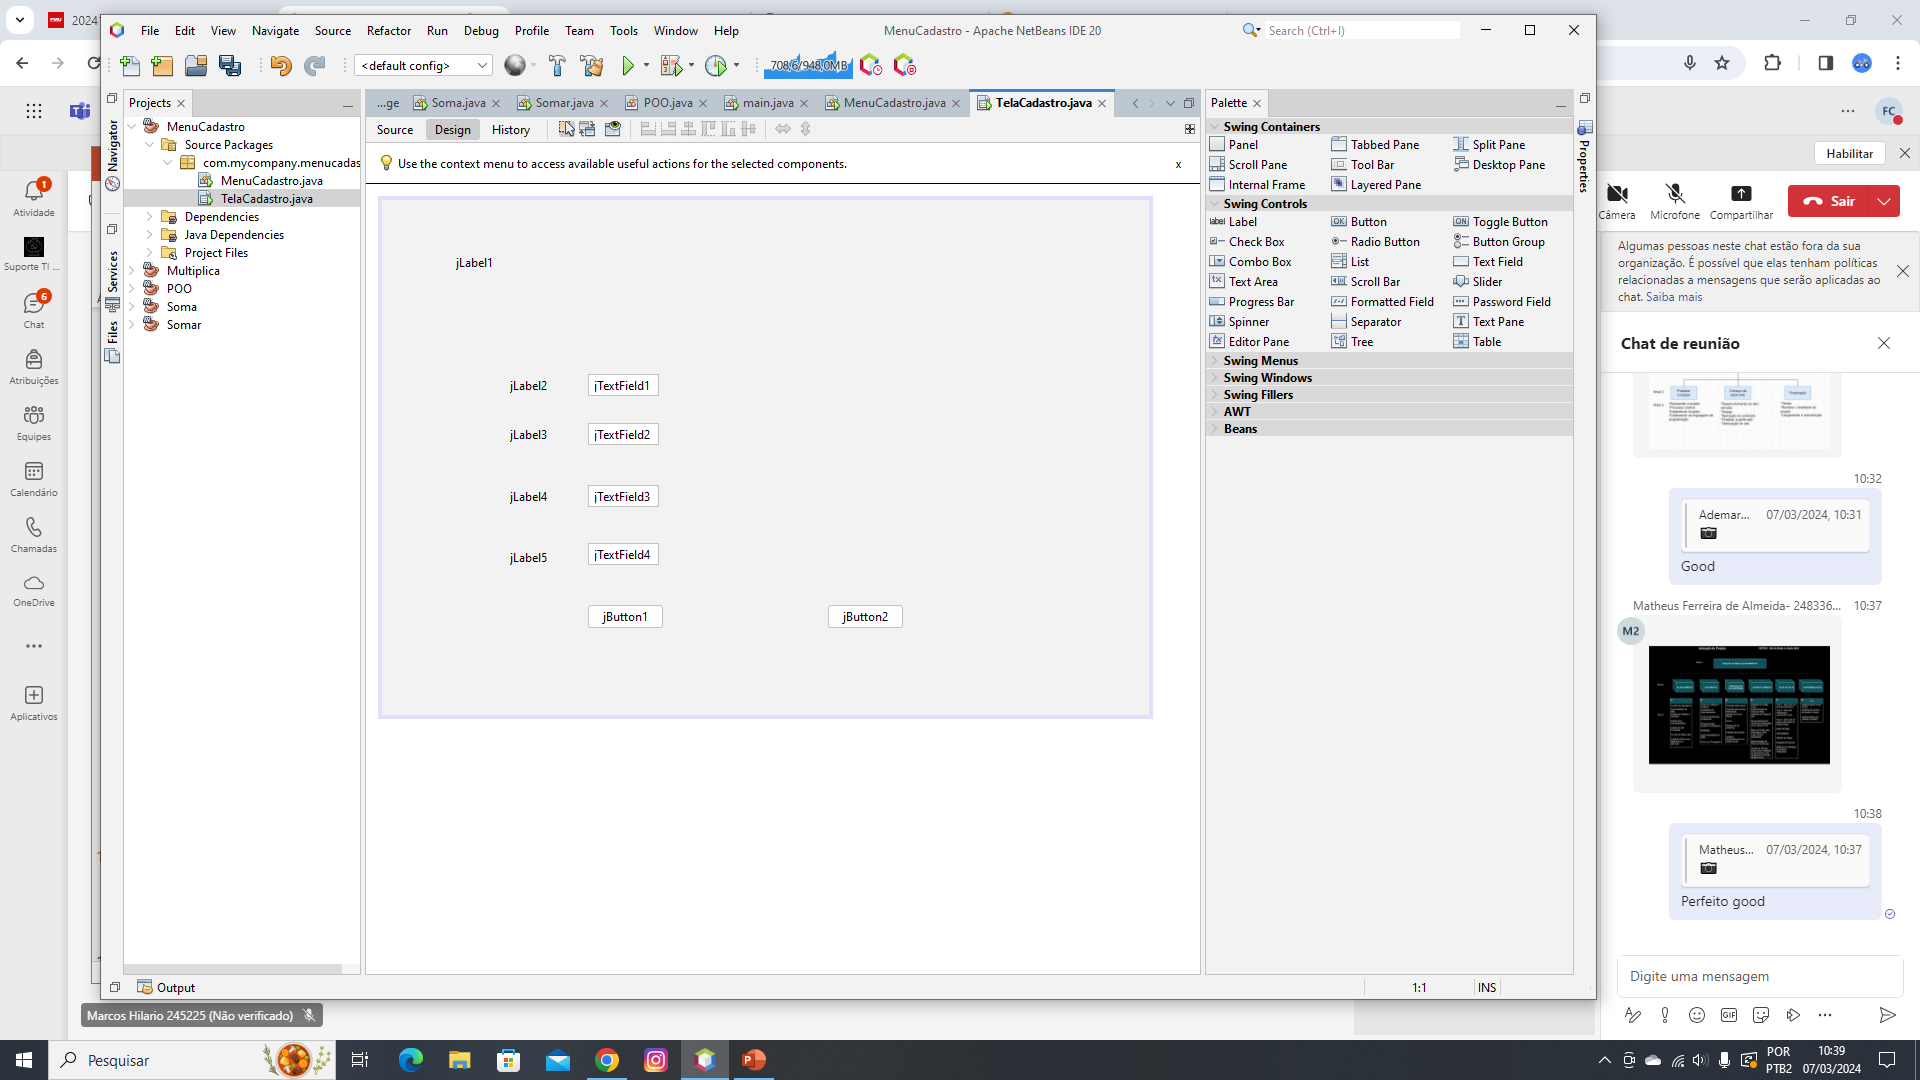 2024
File Edit View Navigate Source Refactor Run Debug Profile Team Tools Window Help
MenuCadastro - Apache NetBeans IDE 20
Search (Ctrl+I)
<default config>
708,6/948,0MB
Projects
Navigator
Services
Files
MenuCadastro
Source Packages
com.mycompany.menucadas
MenuCadastro.java
TelaCadastro.java
Dependencies
Java Dependencies
Project Files
Multiplica
POO
Soma
Somar
...ge Soma.java Somar.java POO.java main.java MenuCadastro.java TelaCadastro.java
Source Design History
Use the context menu to access available useful actions for the selected components.
x
jLabel1
jLabel2 jTextField1
jLabel3 jTextField2
jLabel4 jTextField3
jLabel5 jTextField4
jButton1 jButton2
Palette
Properties
Swing Containers
Panel Tabbed Pane Split Pane
Scroll Pane Tool Bar Desktop Pane
Internal Frame Layered Pane
Swing Controls
Label Button Toggle Button
Check Box Radio Button Button Group
Combo Box List Text Field
Text Area Scroll Bar Slider
Progress Bar Formatted Field Password Field
Spinner Separator Text Pane
Editor Pane Tree Table
Swing Menus
Swing Windows
Swing Fillers
AWT
Beans
Output
1:1 INS
Marcos Hilario 245225 (Não verificado)
1
Atividade
Suporte TI ...
6
Chat
Atribuições
Equipes
Calendário
Chamadas
OneDrive
Aplicativos
FC
Habilitar
Câmera Microfone Compartilhar Sair
Algumas pessoas neste chat estão fora da sua
organização. É possível que elas tenham políticas
relacionadas a mensagens que serão aplicadas ao
chat. Saiba mais
Chat de reunião
10:32
Ademar... 07/03/2024, 10:31
Good
Matheus Ferreira de Almeida- 248336... 10:37
M2
10:38
Matheus... 07/03/2024, 10:37
Perfeito good
Digite uma mensagem
GIF
Pesquisar
POR
PTB2
10:39
07/03/2024